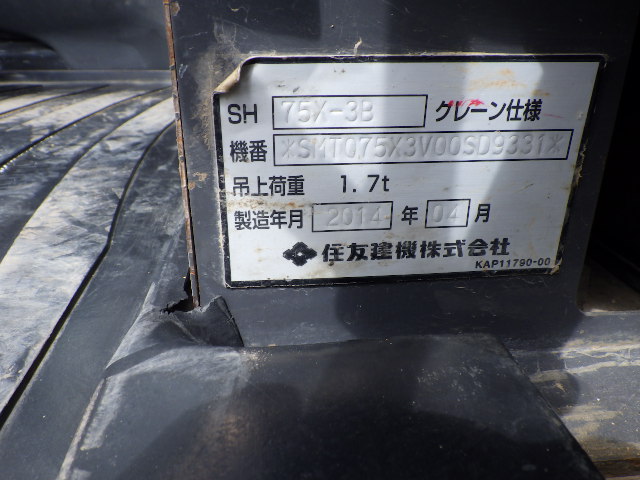 SH 75X-3B クレーン仕様
機番 *SMTQ75X3V00SD9331*
吊上荷重 1.7t
製造年月 2014 年 04 月
住友建機株式会社
KAP11790-00